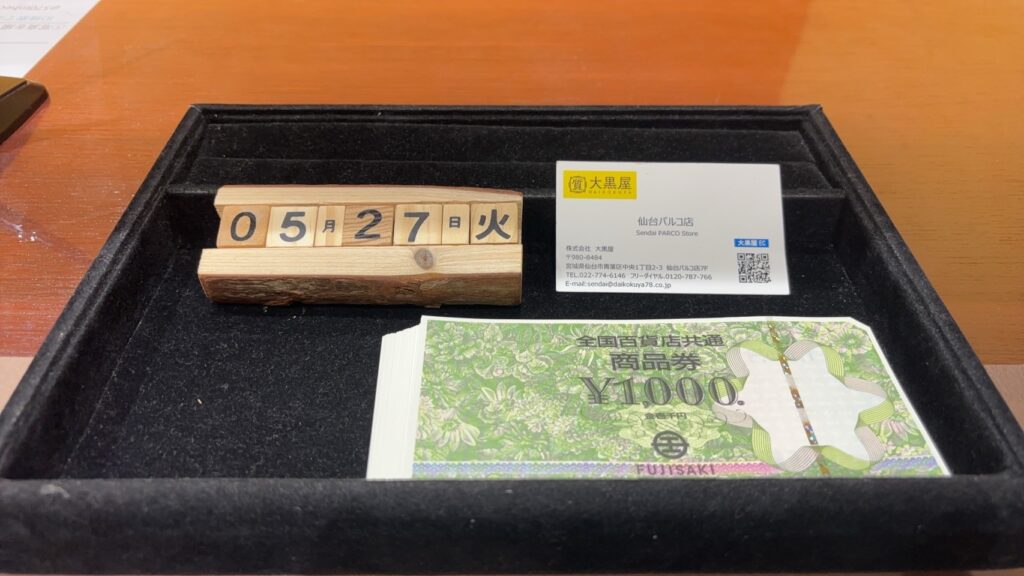 05月27日火
質 大黒屋
DAIKOKUYA
仙台パルコ店
Sendai PARCO Store
株式会社 大黒屋
大黒屋 EC
〒980-8484
宮城県仙台市青葉区中央1丁目2-3 仙台パルコ店7F
TEL.022-774-6146 フリーダイヤル.0120-787-766
E-mail:sendai@daikokuya78.co.jp
全国百貨店共通
商品券
¥1,000.
金壱千円
FUJISAKI